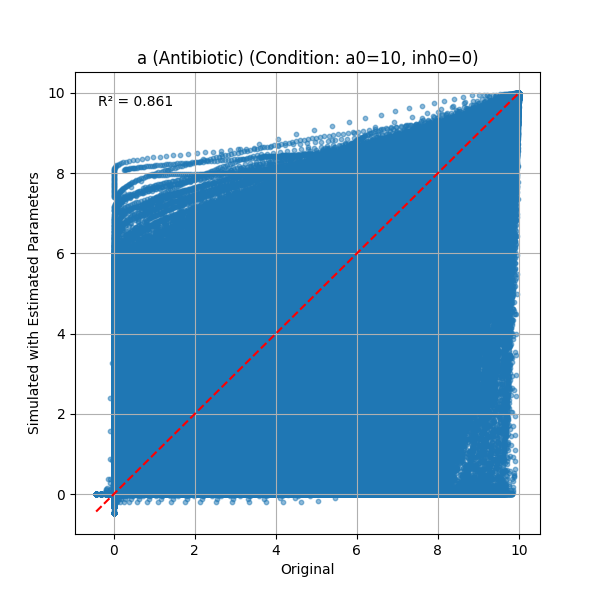 a (Antibiotic) (Condition: a0=10, inh0=0)
R² = 0.861
10
8
6
4
2
0
Simulated with Estimated Parameters
0 2 4 6 8 10
Original